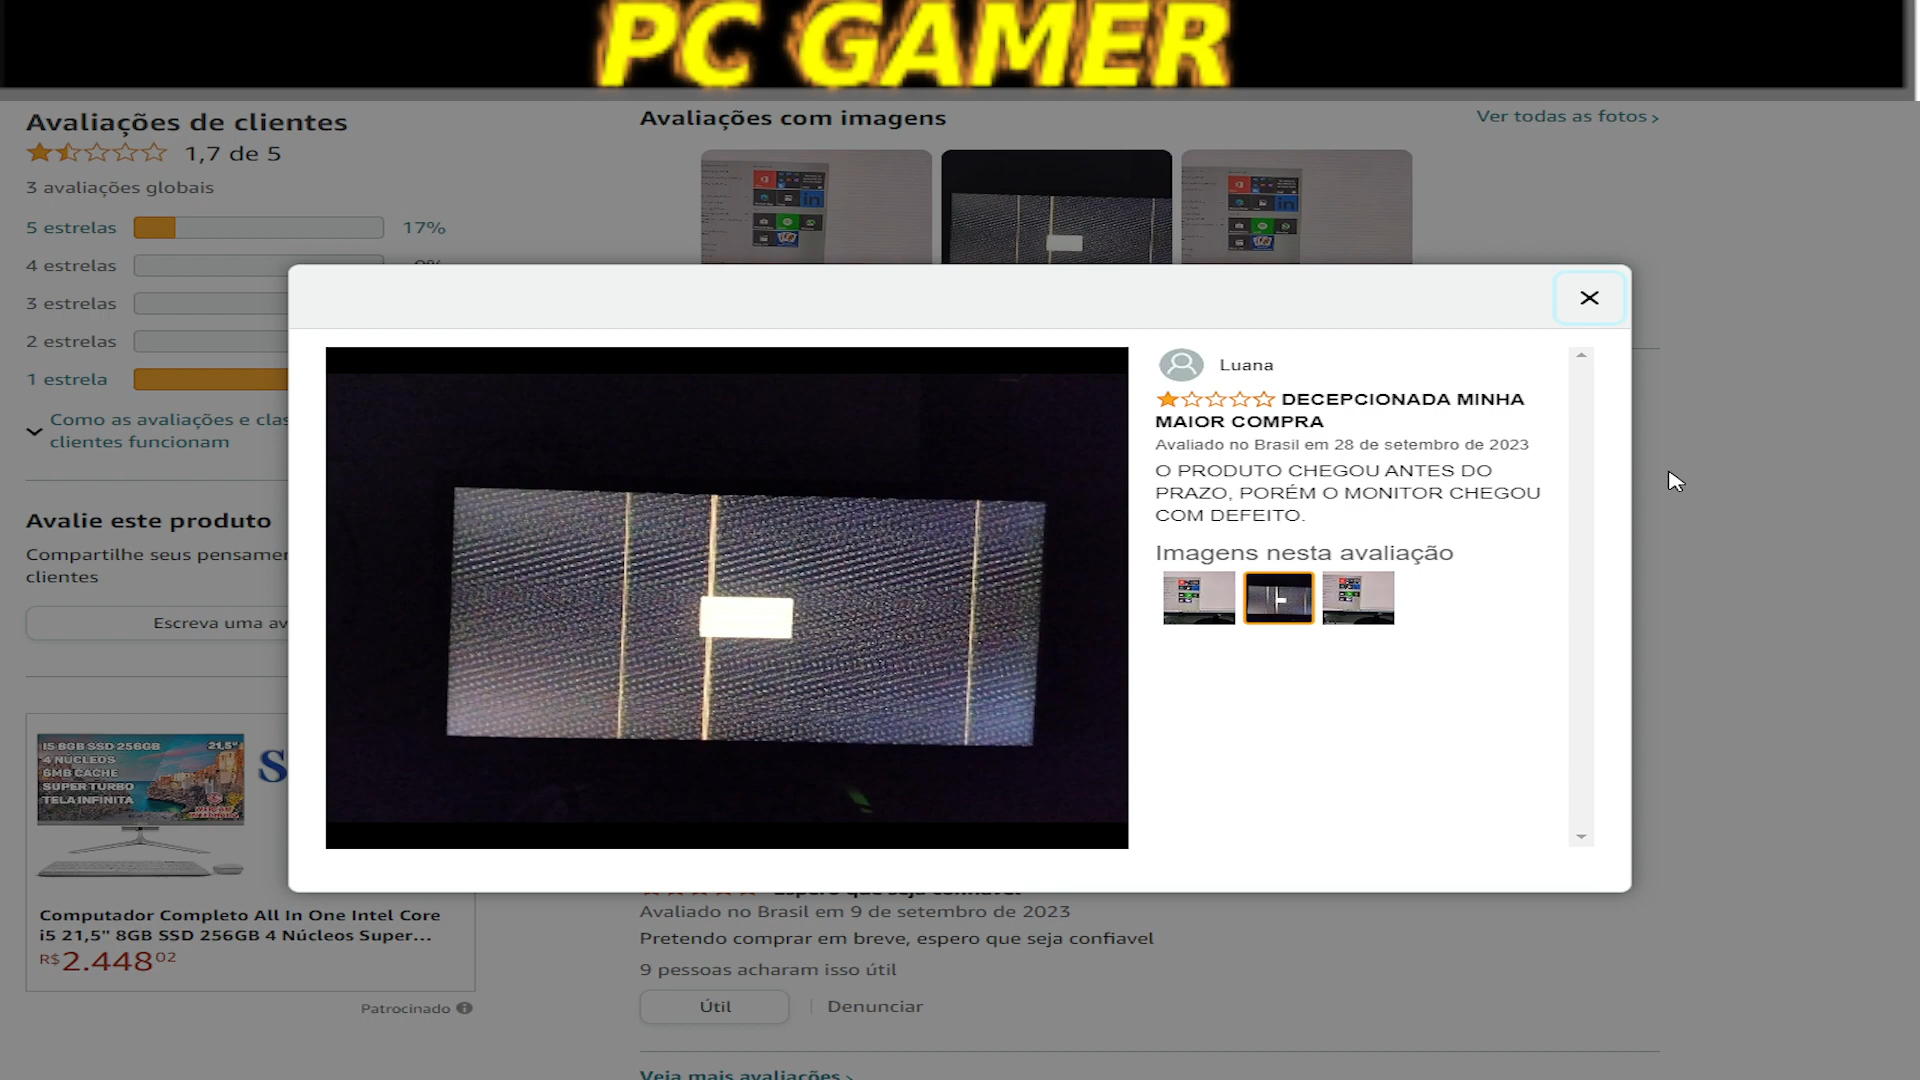 PC GAMER
Avaliações de clientes
1,7 de 5
3 avaliações globais
5 estrelas 17%
4 estrelas
3 estrelas
2 estrelas
1 estrela
Como as avaliações e clas
clientes funcionam
Avalie este produto
Compartilhe seus pensamen
clientes
Escreva uma av
I5 8GB SSD 256GB 21,5"
4 NÚCLEOS
6MB CACHE
SUPER TURBO
TELA INFINITA
S
Computador Completo All In One Intel Core
i5 21,5" 8GB SSD 256GB 4 Núcleos Super...
R$2.44802
Patrocinado
Avaliações com imagens
Ver todas as fotos ›
Luana
DECEPCIONADA MINHA
MAIOR COMPRA
Avaliado no Brasil em 28 de setembro de 2023
O PRODUTO CHEGOU ANTES DO
PRAZO, PORÉM O MONITOR CHEGOU
COM DEFEITO.
Imagens nesta avaliação
Espero que seja confiavel
Avaliado no Brasil em 9 de setembro de 2023
Pretendo comprar em breve, espero que seja confiavel
9 pessoas acharam isso útil
Útil | Denunciar
Veja mais avaliações ›